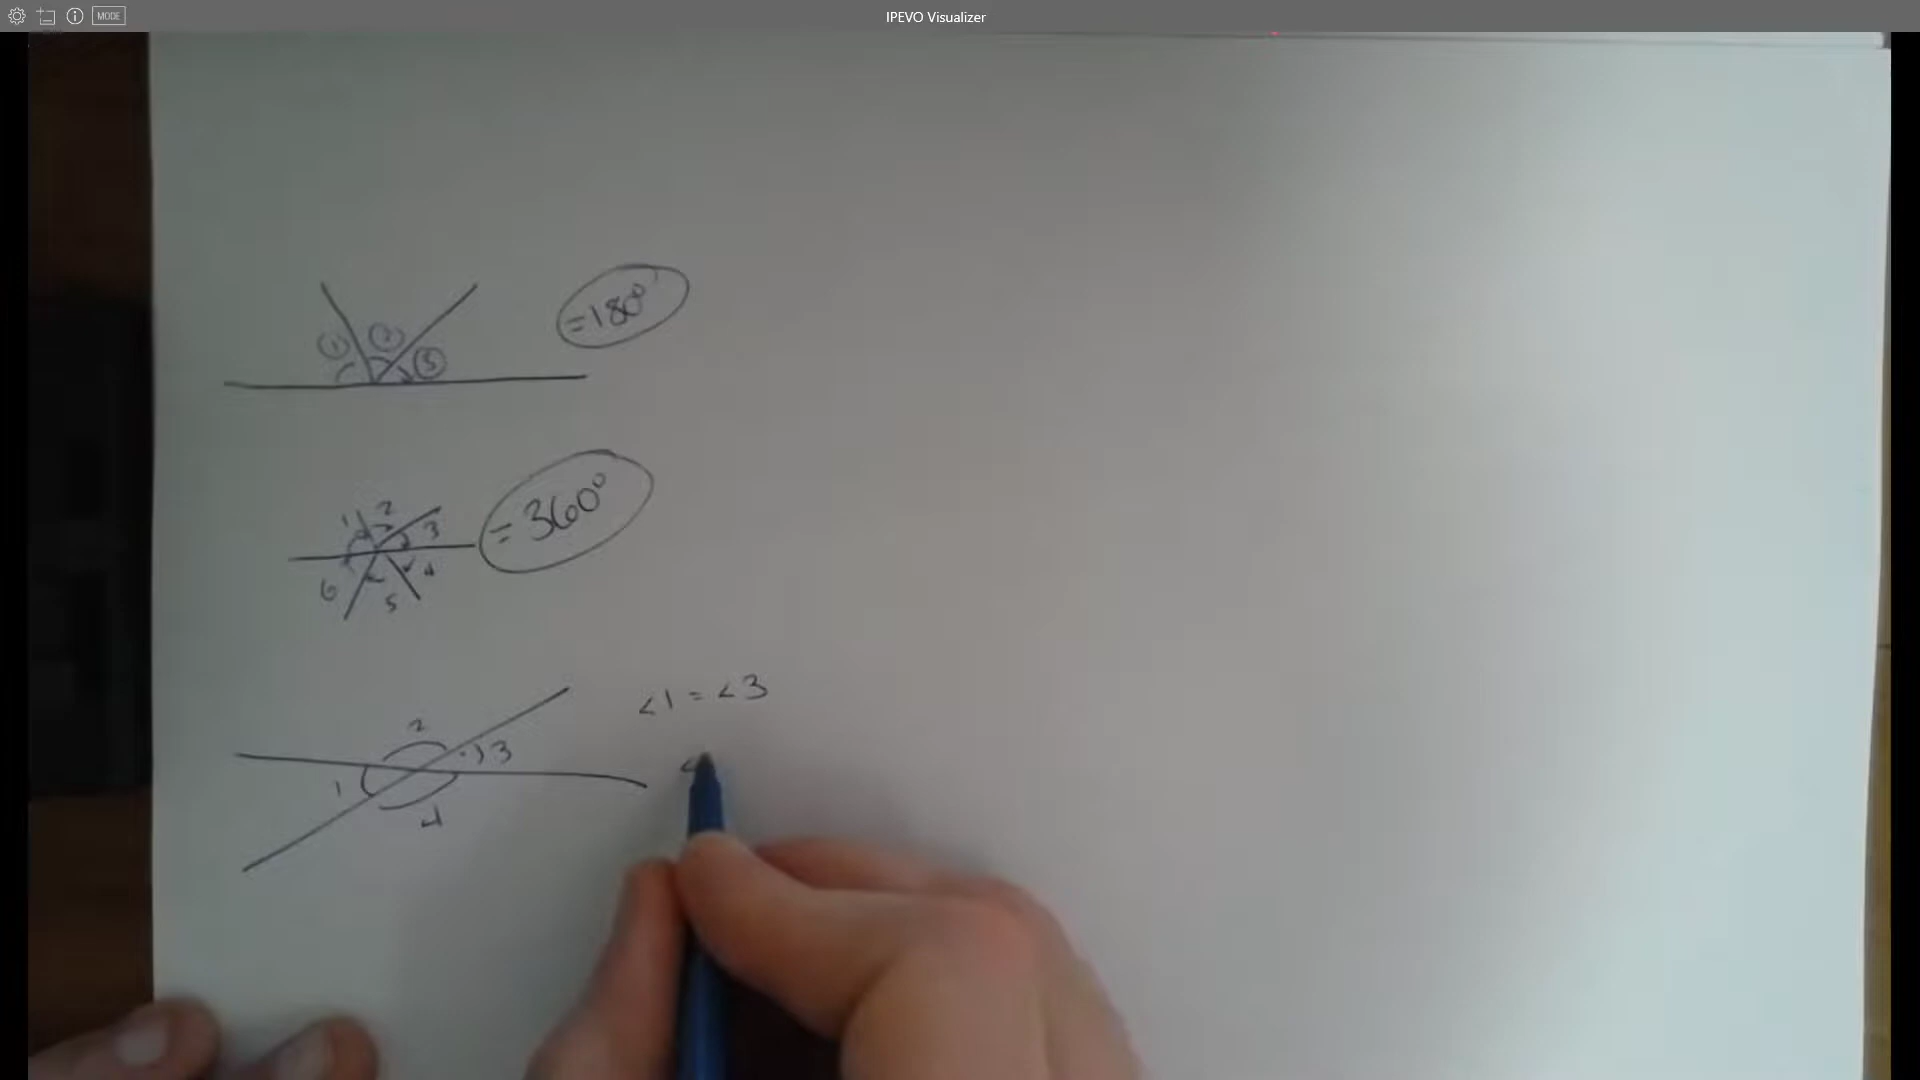 MODE
IPEVO Visualizer
= 180°
1 2 3
= 360°
1 2 3
6 5 4
<1 = <3
2
1 3
4
<